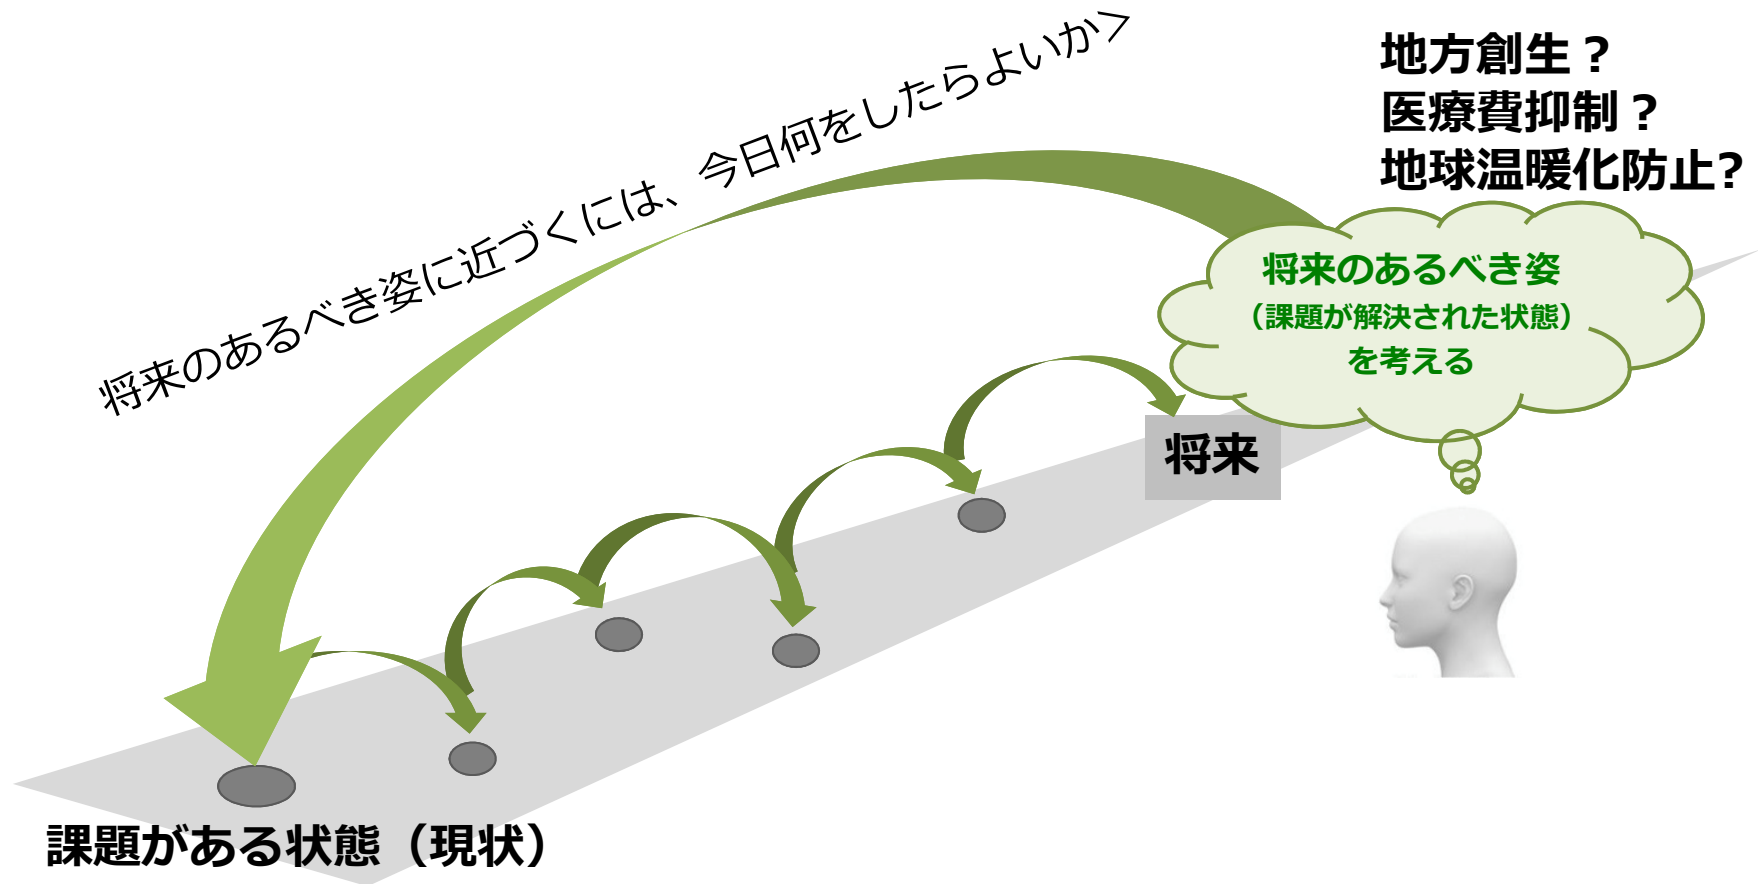 将来のあるべき姿に近づくには、今日何をしたらよいか＞
地方創生？
医療費抑制？
地球温暖化防止?
将来のあるべき姿
（課題が解決された状態）
を考える
将来
課題がある状態（現状）